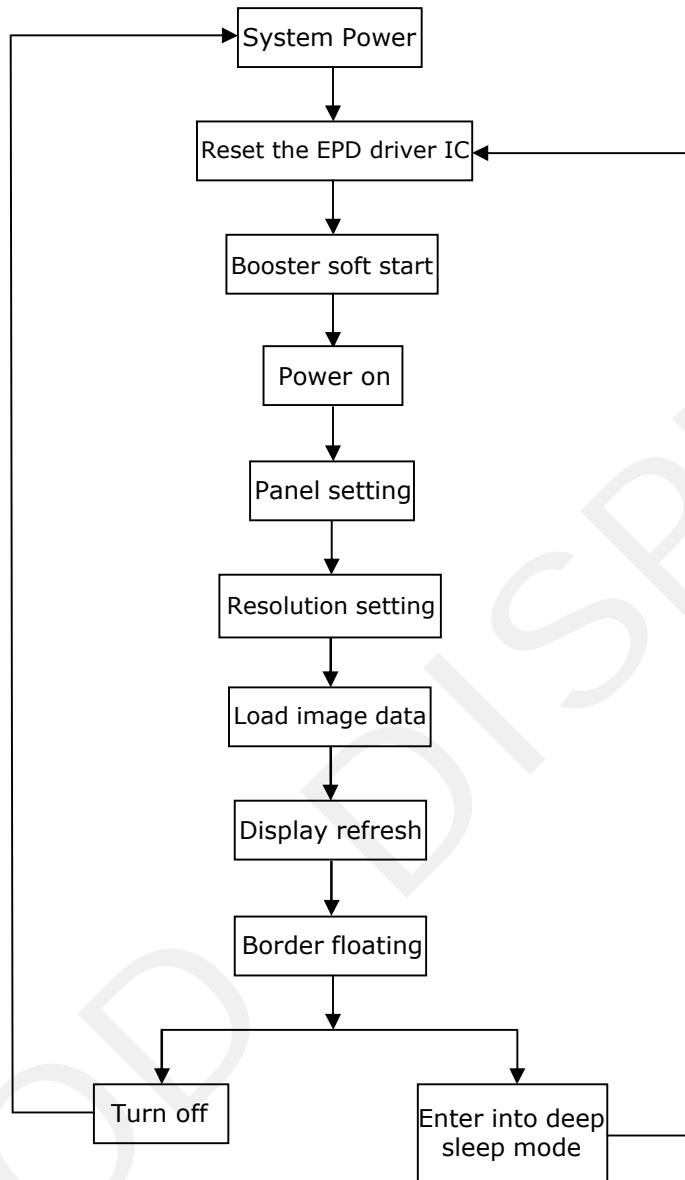 System Power
Reset the EPD driver IC
Booster soft start
Power on
Panel setting
Resolution setting
Load image data
Display refresh
Border floating
Turn off
Enter into deep
sleep mode